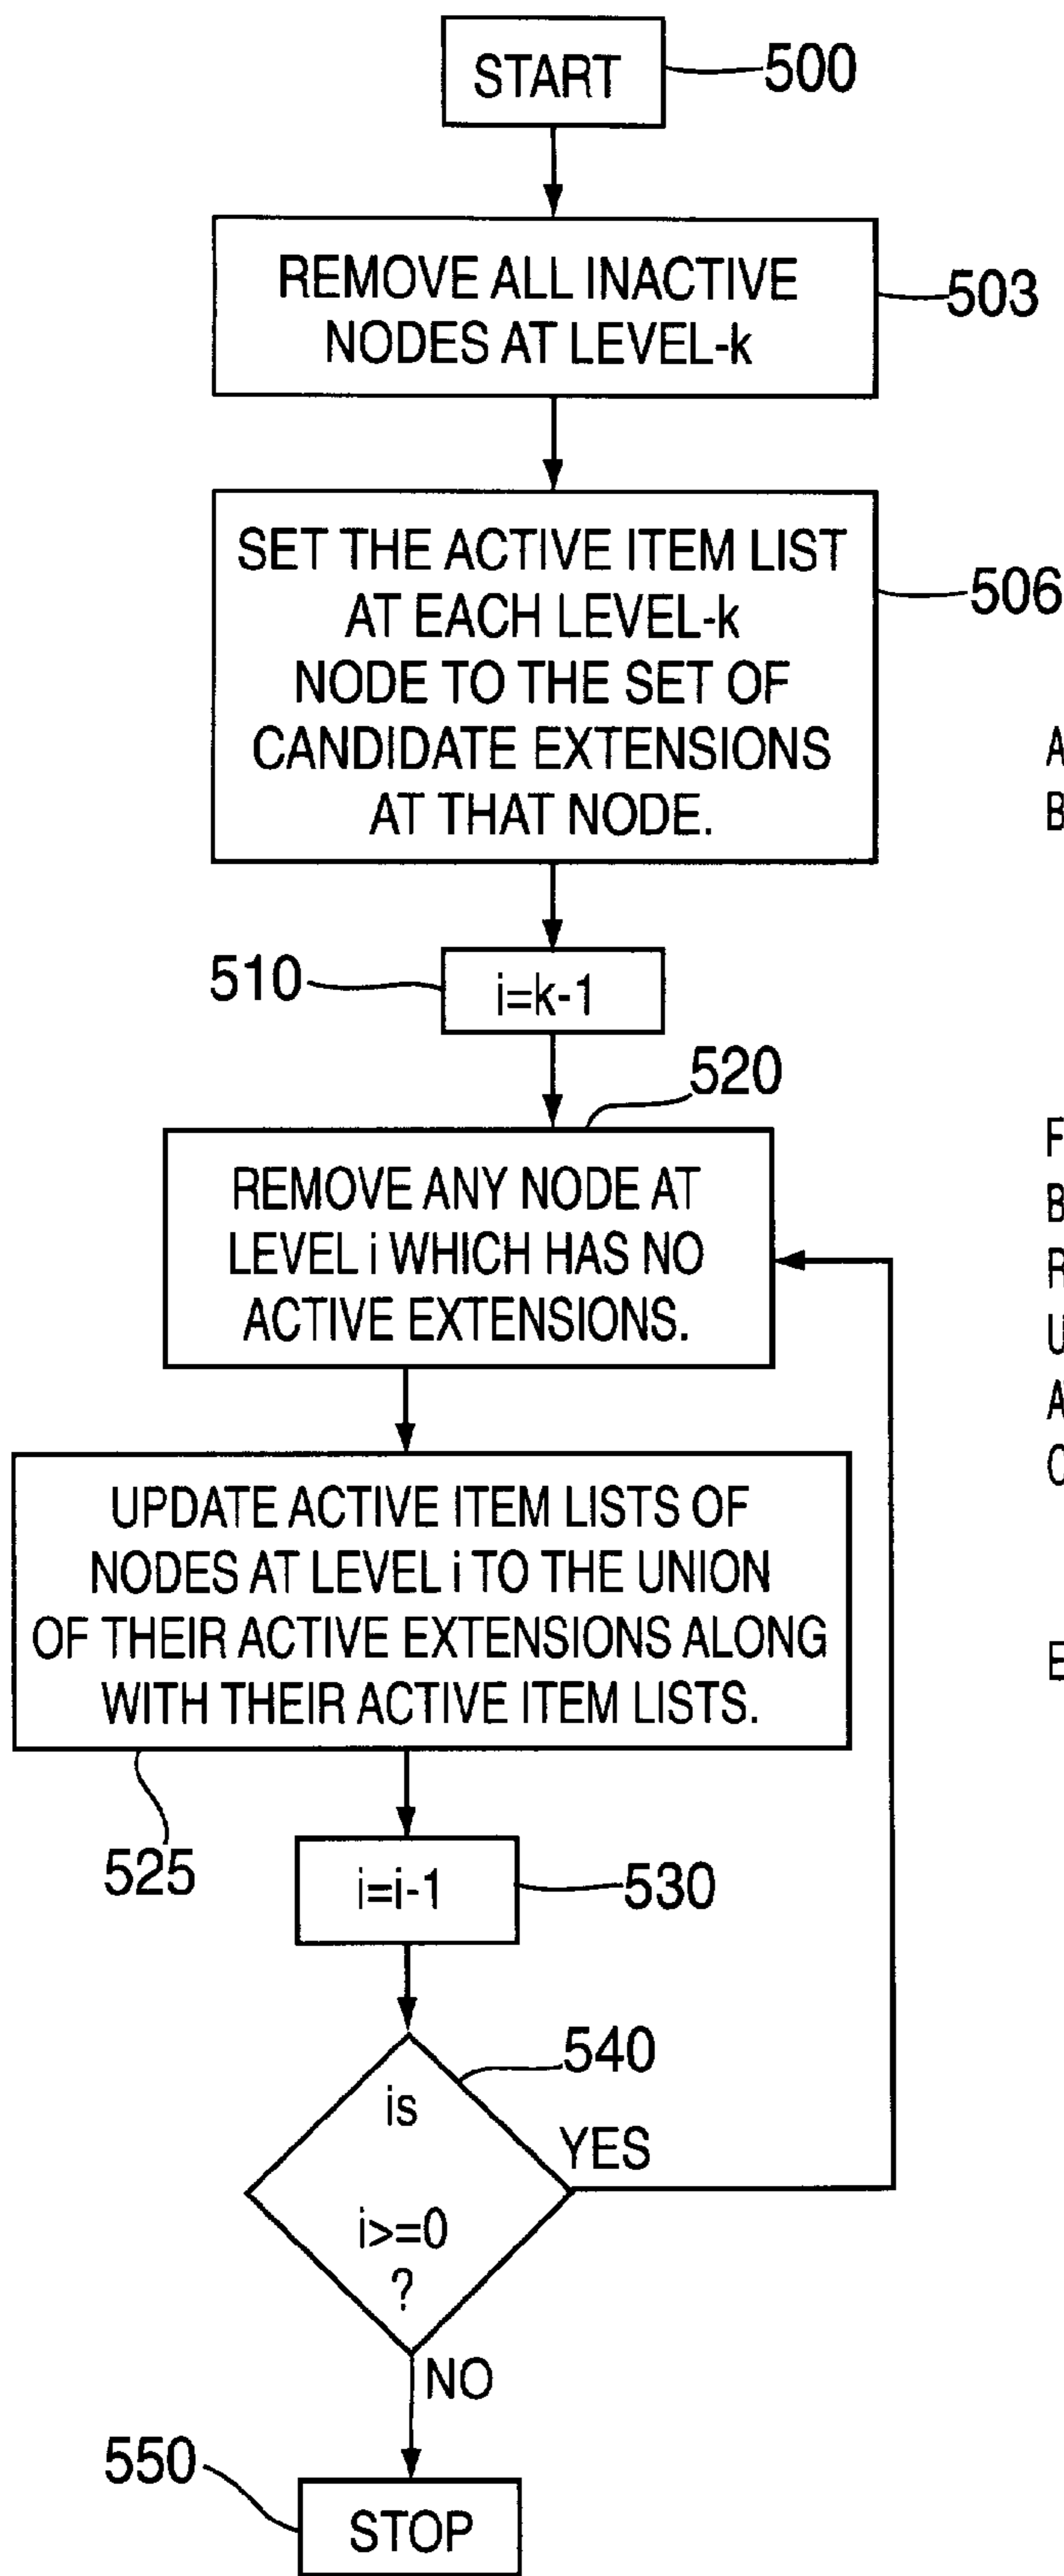 START
500
REMOVE ALL INACTIVE
NODES AT LEVEL-k
503
SET THE ACTIVE ITEM LIST
AT EACH LEVEL-k
NODE TO THE SET OF
CANDIDATE EXTENSIONS
AT THAT NODE.
506
510
i=k-1
520
REMOVE ANY NODE AT
LEVEL i WHICH HAS NO
ACTIVE EXTENSIONS.
UPDATE ACTIVE ITEM LISTS OF
NODES AT LEVEL i TO THE UNION
OF THEIR ACTIVE EXTENSIONS ALONG
WITH THEIR ACTIVE ITEM LISTS.
525
i=i-1
530
540
is
i>=0
?
YES
NO
550
STOP